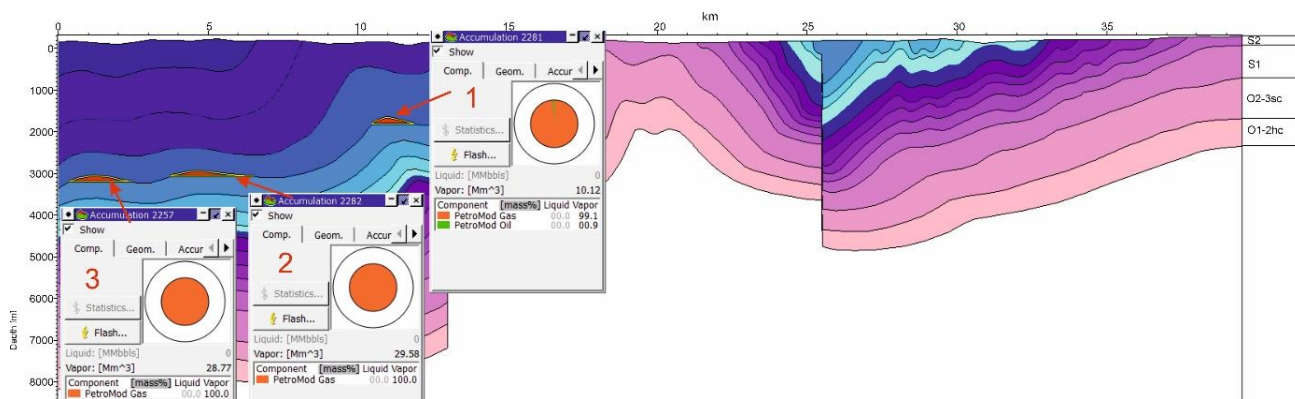 km
0 5 10 15 20 25 30 35
Depth [m]
0
1000
2000
3000
4000
5000
6000
7000
8000
S2
S1
O2-3sc
O1-2hc
Accumulation 2281
Show
Comp. Geom. Accur
1
Statistics...
Flash...
Liquid: [MMbbls] 0
Vapor: [Mm^3] 10.12
Component [mass%] Liquid Vapor
PetroMod Gas 00.0 99.1
PetroMod Oil 00.0 00.9
Accumulation 2282
Show
Comp. Geom. Accur
2
Statistics...
Flash...
Liquid: [MMbbls] 0
Vapor: [Mm^3] 29.58
Component [mass%] Liquid Vapor
PetroMod Gas 00.0 100.0
Accumulation 2257
Show
Comp. Geom. Accur
3
Statistics...
Flash...
Liquid: [MMbbls] 0
Vapor: [Mm^3] 28.77
Component [mass%] Liquid Vapor
PetroMod Gas 00.0 100.0